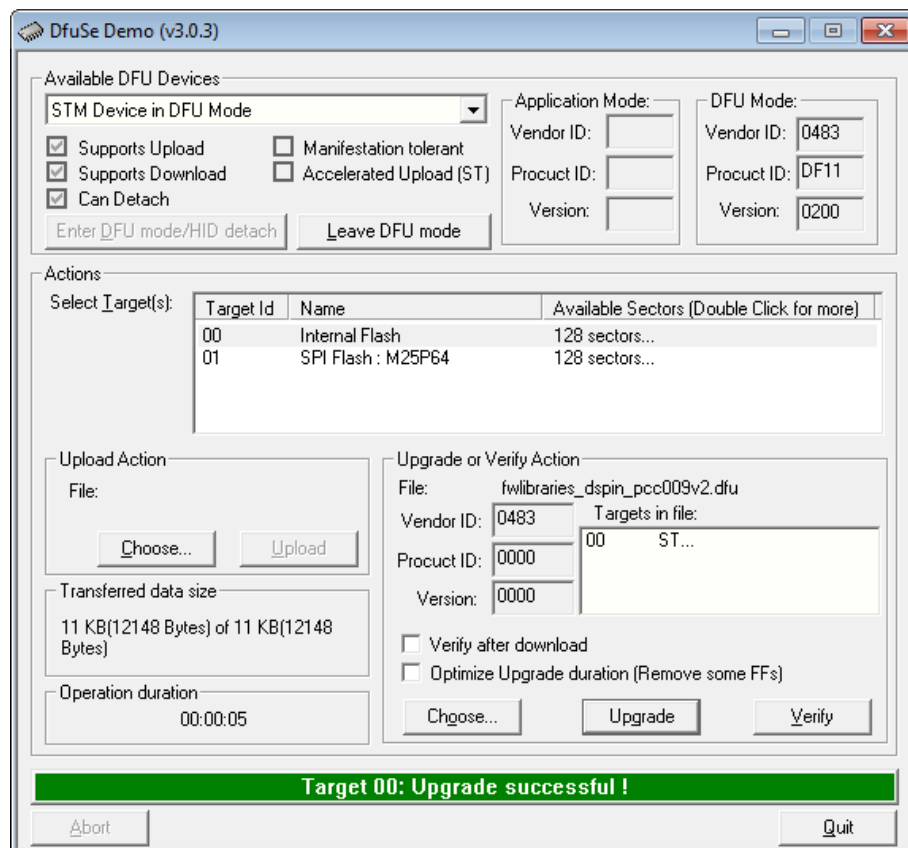 DfuSe Demo (v3.0.3)
Available DFU Devices
STM Device in DFU Mode
Supports Upload
Manifestation tolerant
Supports Download
Accelerated Upload (ST)
Can Detach
Enter DFU mode/HID detach
Leave DFU mode
Application Mode:
Vendor ID:
Procuct ID:
Version:
DFU Mode:
Vendor ID: 0483
Procuct ID: DF11
Version: 0200
Actions
Select Target(s):
Target Id Name Available Sectors (Double Click for more)
00 Internal Flash 128 sectors...
01 SPI Flash : M25P64 128 sectors...
Upload Action
File:
Choose... Upload
Transferred data size
11 KB(12148 Bytes) of 11 KB(12148
Bytes)
Operation duration
00:00:05
Upgrade or Verify Action
File: fwlibraries_dspin_pcc009v2.dfu
Vendor ID: 0483
Procuct ID: 0000
Version: 0000
Targets in file:
00 ST...
Verify after download
Optimize Upgrade duration (Remove some FFs)
Choose... Upgrade Verify
Target 00: Upgrade successful !
Abort Quit